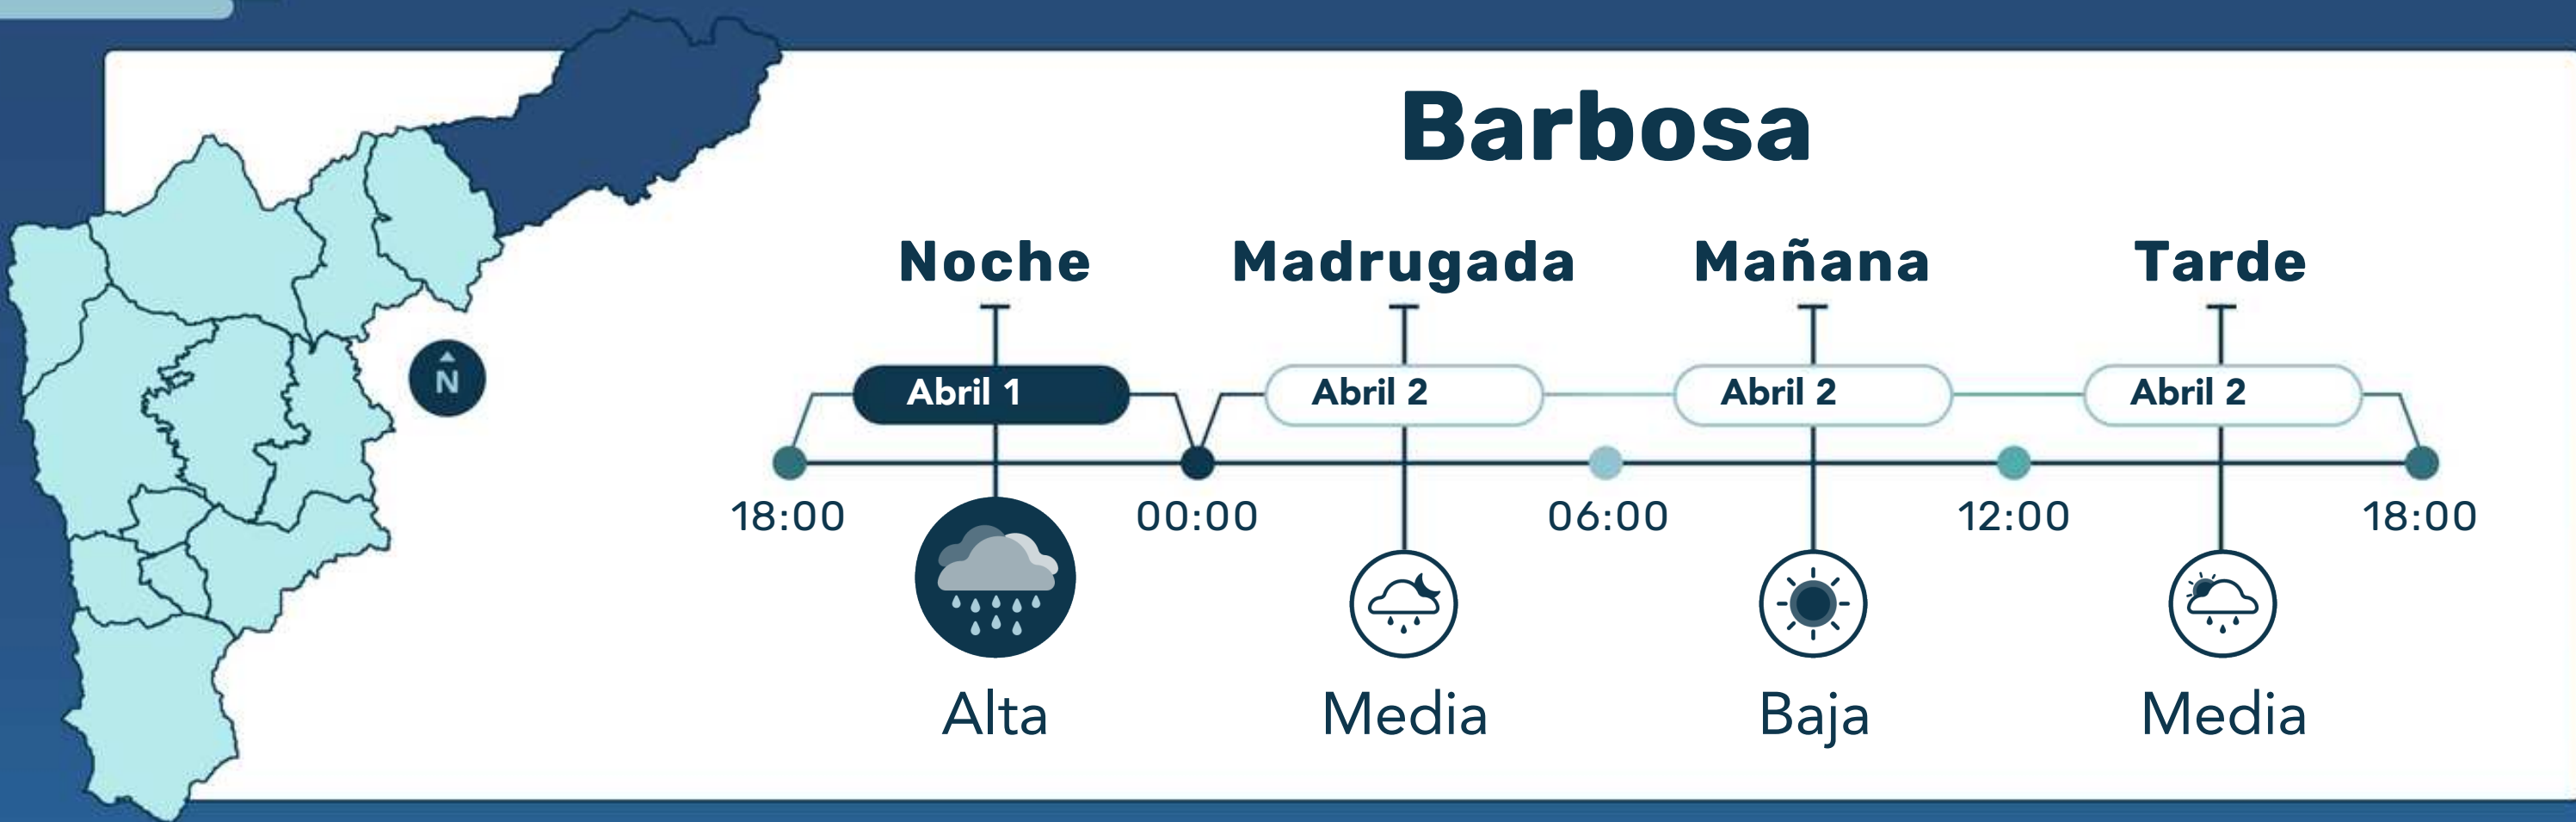 Barbosa
Noche Madrugada Mañana Tarde
Abril 1 Abril 2 Abril 2 Abril 2
N
18:00 00:00 06:00 12:00 18:00
Alta Media Baja Media